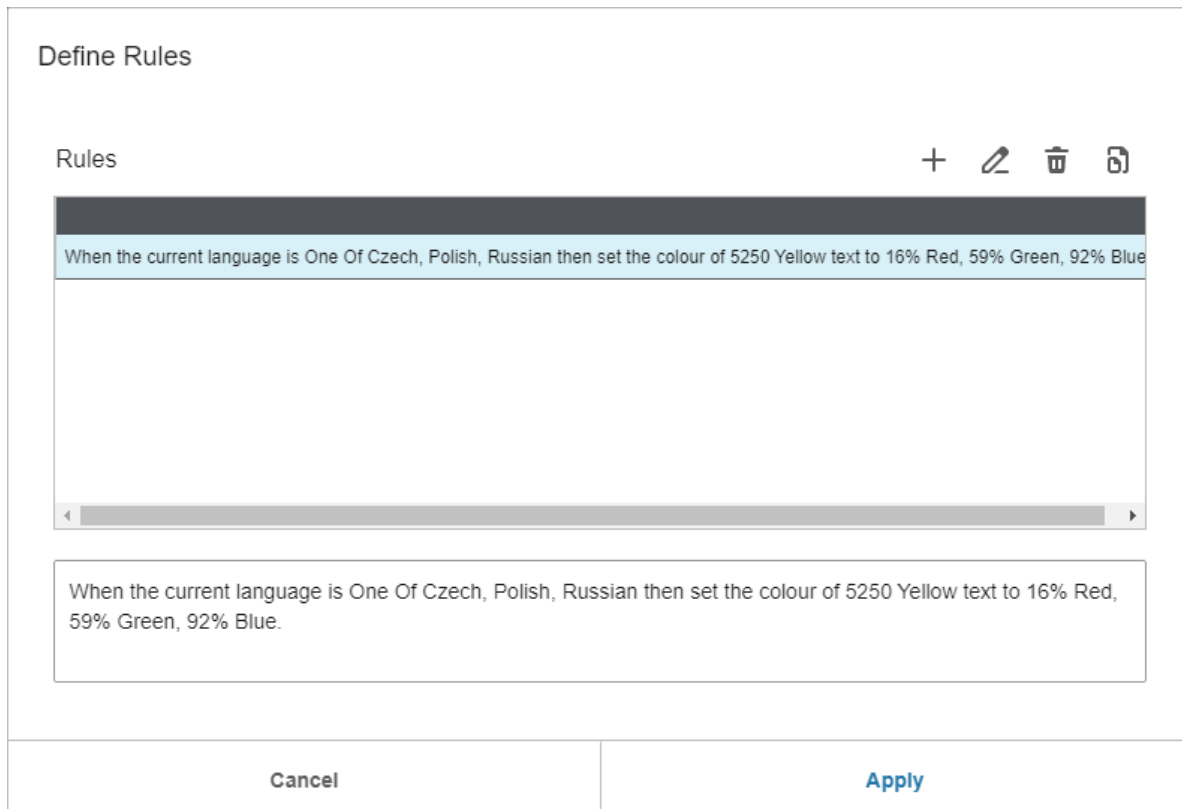 Define Rules
Rules
When the current language is One Of Czech, Polish, Russian then set the colour of 5250 Yellow text to 16% Red, 59% Green, 92% Blue
When the current language is One Of Czech, Polish, Russian then set the colour of 5250 Yellow text to 16% Red,
59% Green, 92% Blue.
Cancel
Apply